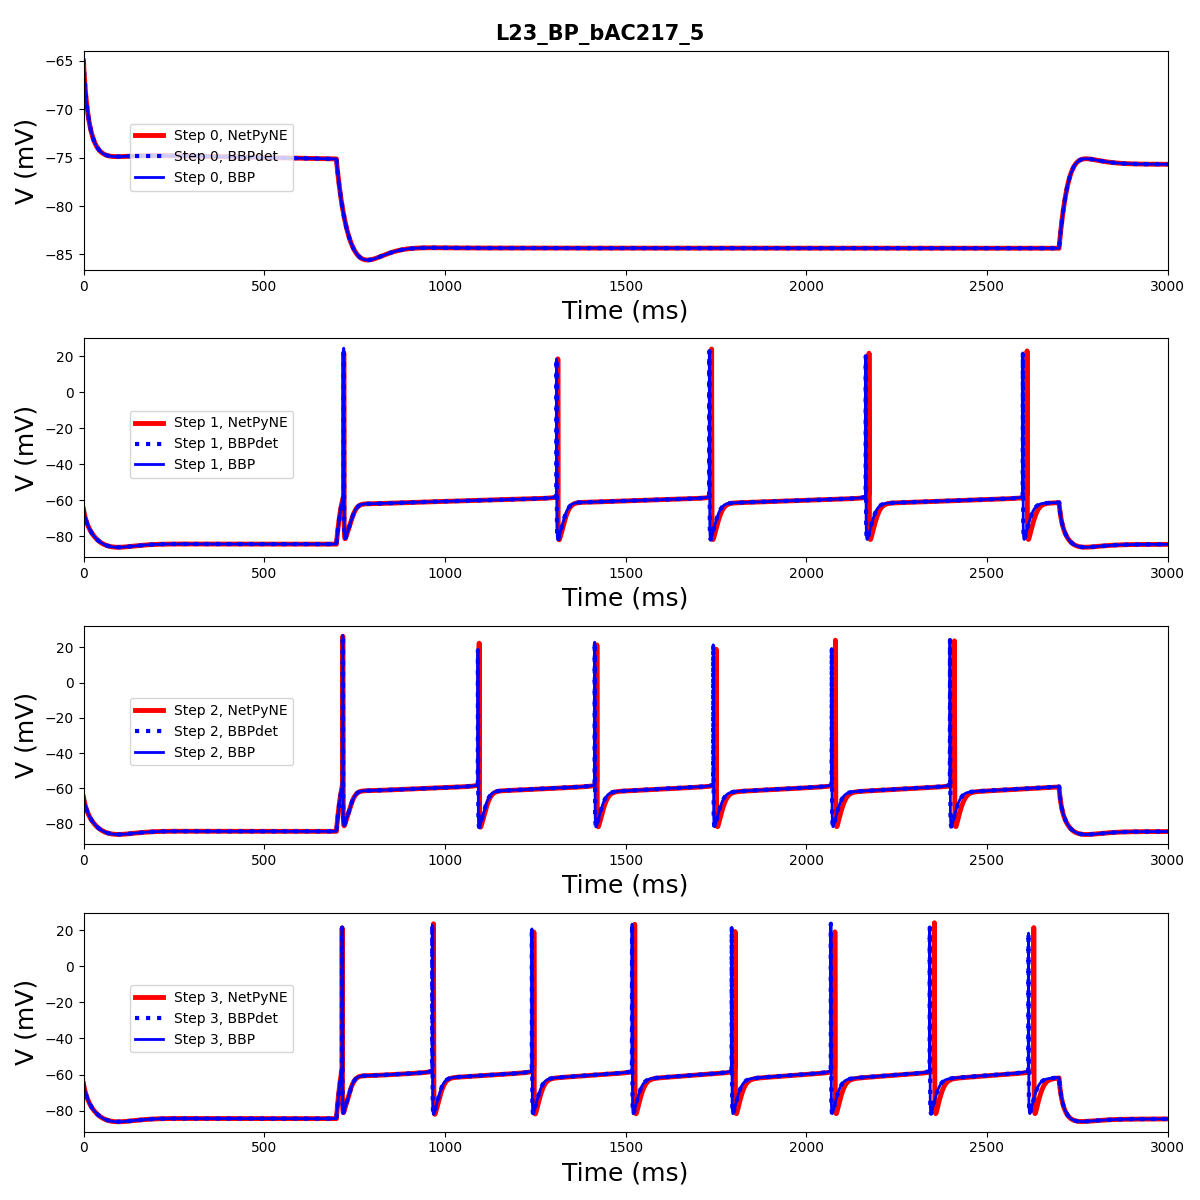 L23_BP_bAC217_5
−65
−70
−75
−80
−85
V (mV)
Step 0, NetPyNE
Step 0, BBPdet
Step 0, BBP
0 500 1000 1500 2000 2500 3000
Time (ms)
20
0
−20
−40
−60
−80
V (mV)
Step 1, NetPyNE
Step 1, BBPdet
Step 1, BBP
0 500 1000 1500 2000 2500 3000
Time (ms)
20
0
−20
−40
−60
−80
V (mV)
Step 2, NetPyNE
Step 2, BBPdet
Step 2, BBP
0 500 1000 1500 2000 2500 3000
Time (ms)
20
0
−20
−40
−60
−80
V (mV)
Step 3, NetPyNE
Step 3, BBPdet
Step 3, BBP
0 500 1000 1500 2000 2500 3000
Time (ms)